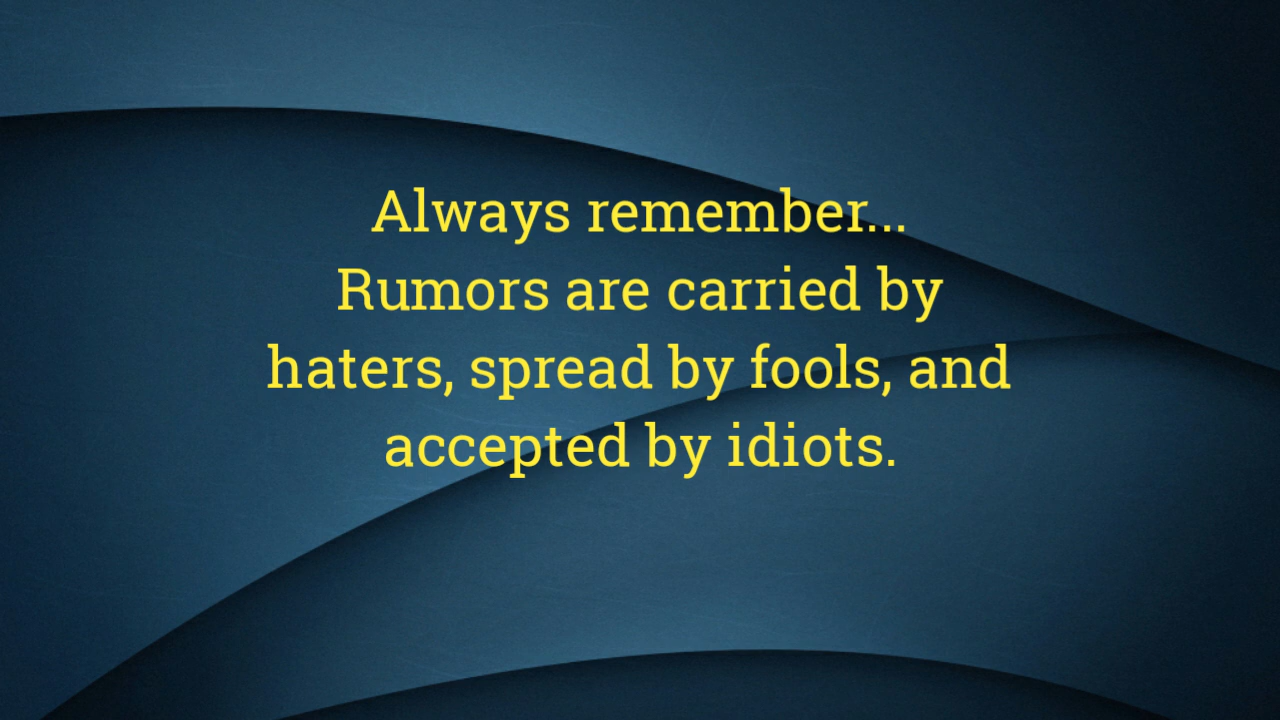 Always remember...
Rumors are carried by
haters, spread by fools, and
accepted by idiots.